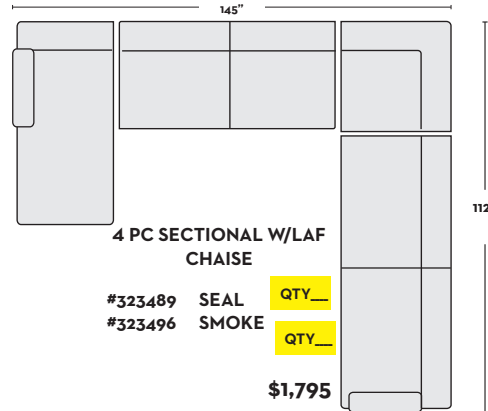 145”
112
4 PC SECTIONAL W/LAF
CHAISE
#323489 SEAL QTY__
#323496 SMOKE QTY__
$1,795